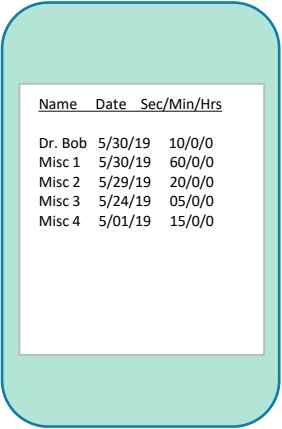 Name Date Sec/Min/Hrs
Dr. Bob 5/30/19 10/0/0
Misc 1 5/30/19 60/0/0
Misc 2 5/29/19 20/0/0
Misc 3 5/24/19 05/0/0
Misc 4 5/01/19 15/0/0